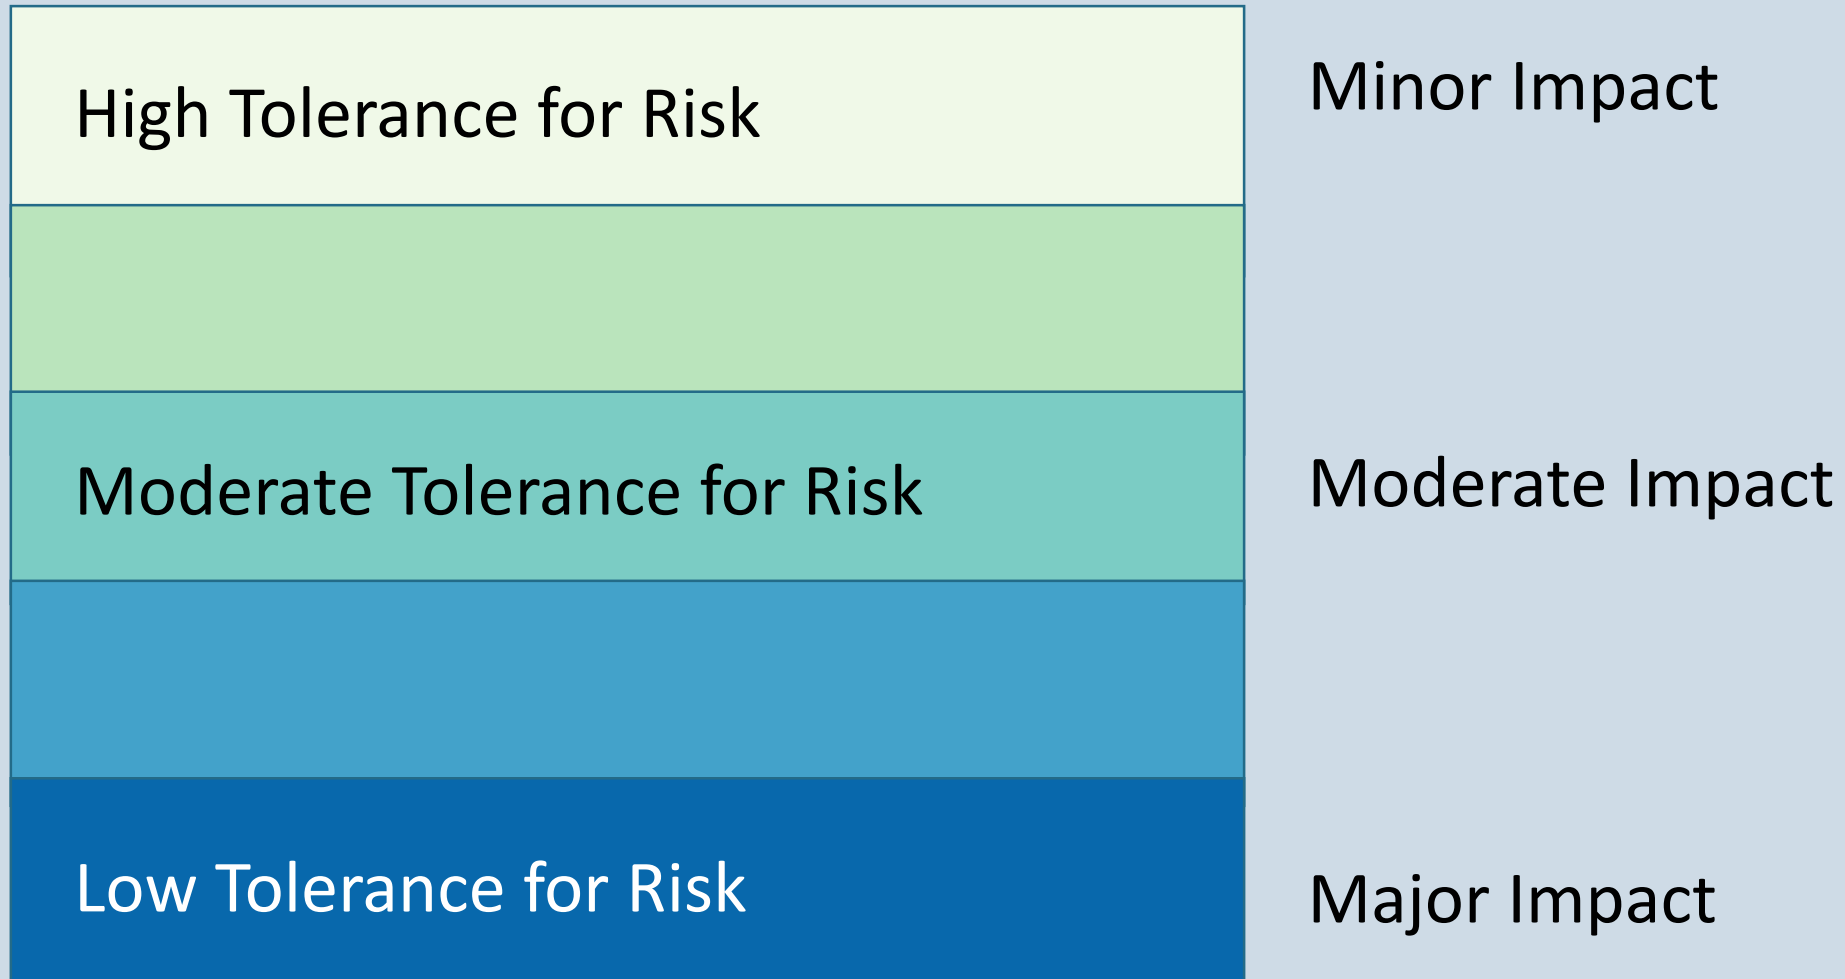 High Tolerance for Risk
Minor Impact
Moderate Tolerance for Risk
Moderate Impact
Low Tolerance for Risk
Major Impact